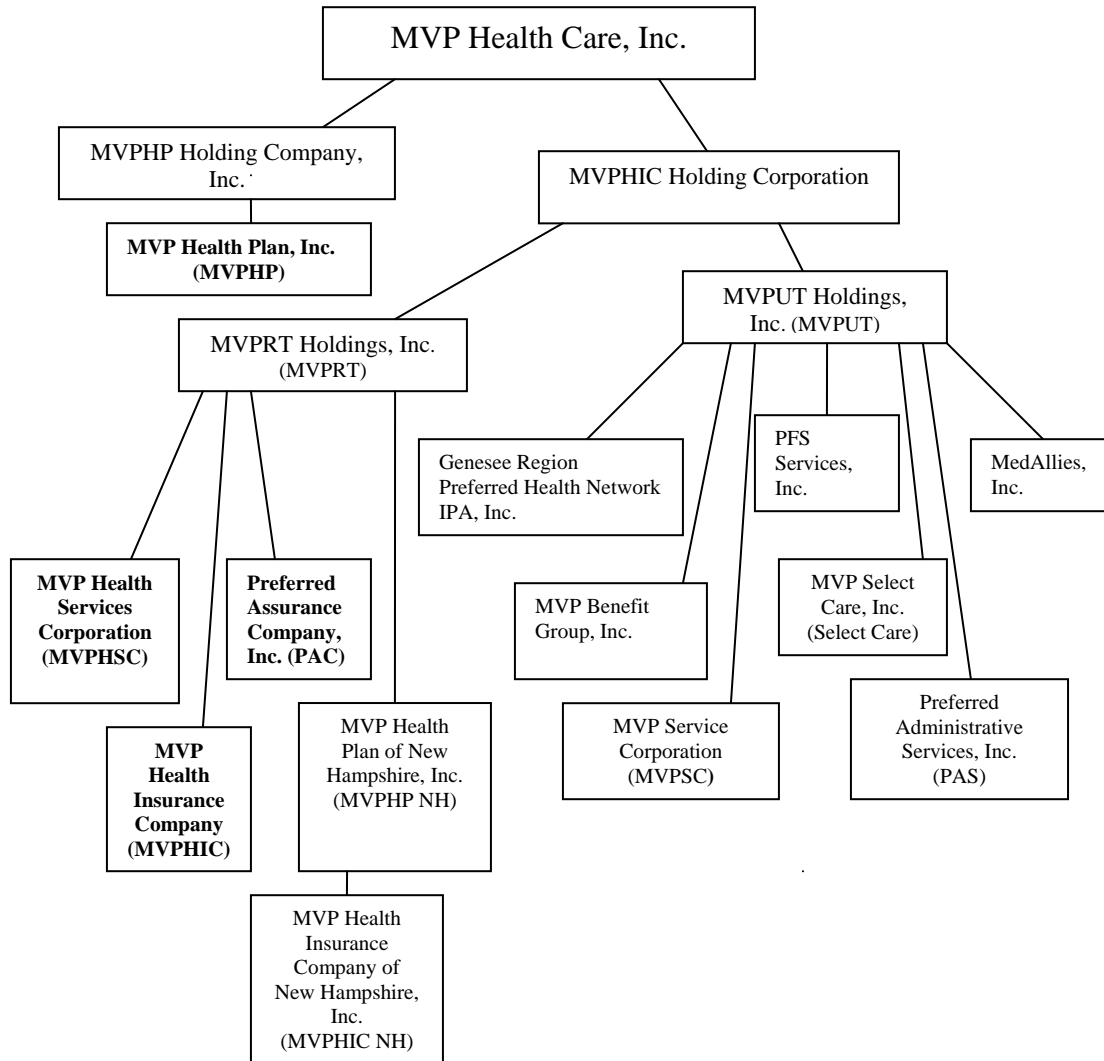 MVP Health Care, Inc.
MVPHP Holding Company,
Inc.
MVPHIC Holding Corporation
MVP Health Plan, Inc.
(MVPHP)
MVPUT Holdings,
Inc. (MVPUT)
MVPRT Holdings, Inc.
(MVPRT)
Genesee Region
Preferred Health Network
IPA, Inc.
PFS
Services,
Inc.
MedAllies,
Inc.
MVP Health
Services
Corporation
(MVPHSC)
Preferred
Assurance
Company,
Inc. (PAC)
MVP Benefit
Group, Inc.
MVP Select
Care, Inc.
(Select Care)
MVP Health
Plan of New
Hampshire, Inc.
(MVPHP NH)
MVP Service
Corporation
(MVPSC)
Preferred
Administrative
Services, Inc.
(PAS)
MVP
Health
Insurance
Company
(MVPHIC)
MVP Health
Insurance
Company of
New Hampshire,
Inc.
(MVPHIC NH)